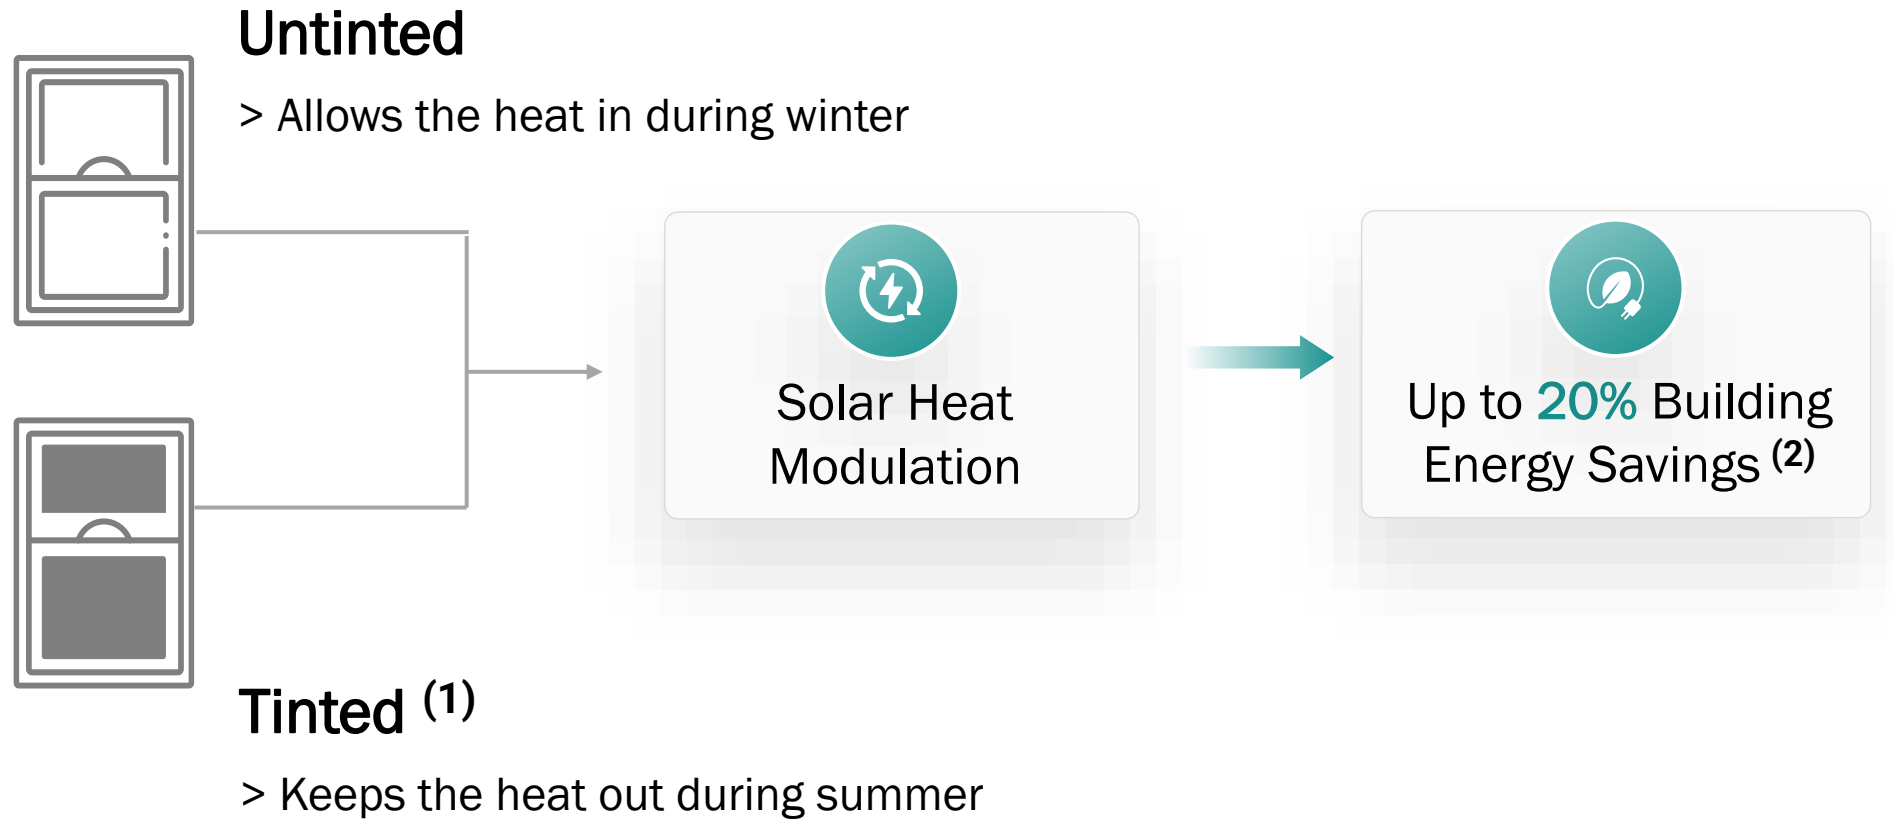 Untinted
> Allows the heat in during winter
Solar Heat
Modulation
Up to 20% Building
Energy Savings (2)
Tinted (1)
> Keeps the heat out during summer